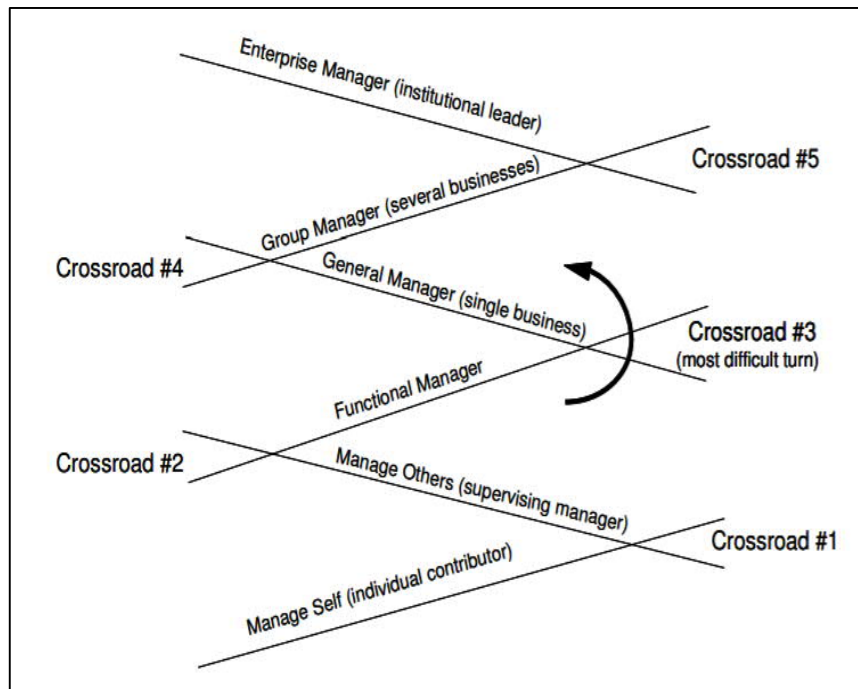 Enterprise Manager (institutional leader)
Crossroad #5
Group Manager (several businesses)
Crossroad #4
General Manager (single business)
Crossroad #3
(most difficult turn)
Functional Manager
Crossroad #2
Manage Others (supervising manager)
Crossroad #1
Manage Self (individual contributor)